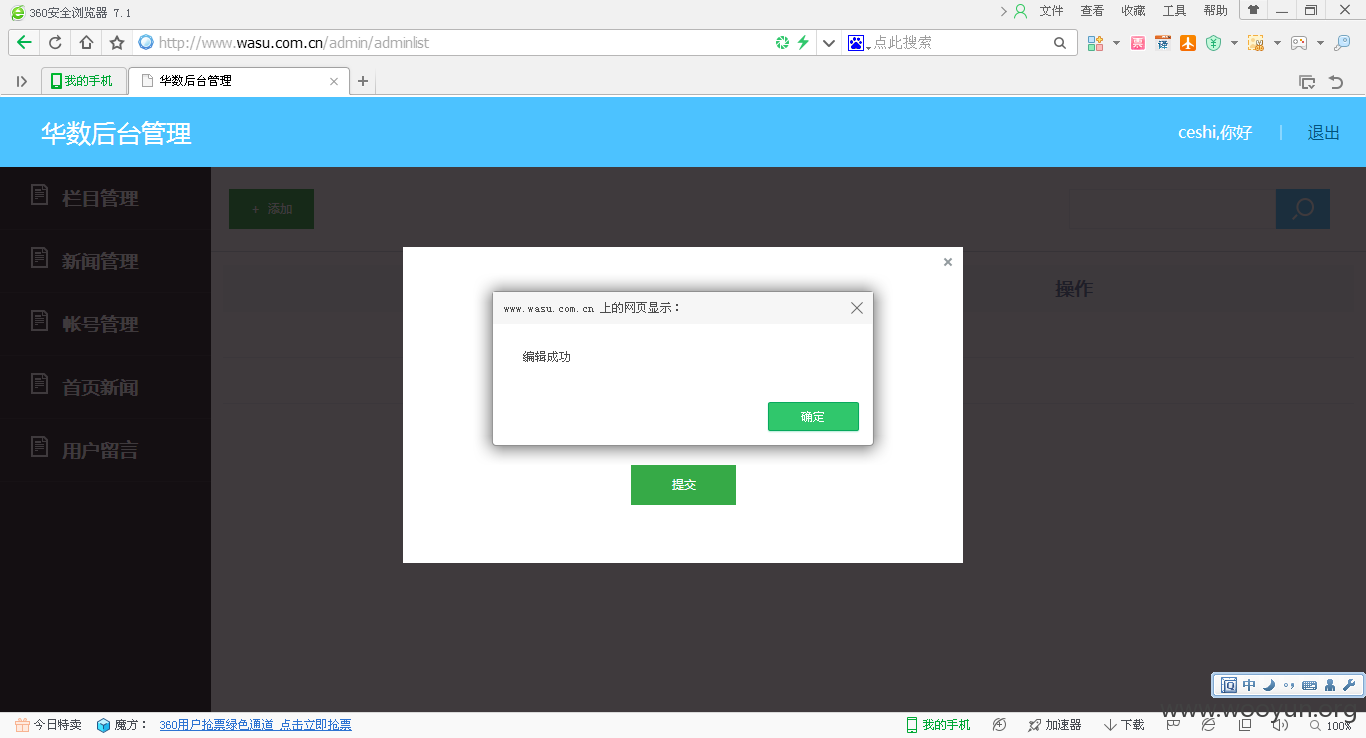 360安全浏览器 7.1
文件 查看 收藏 工具 帮助
http://www.wasu.com.cn/admin/adminlist
点此搜索
我的手机
华数后台管理
华数后台管理
ceshi,你好 | 退出
栏目管理
新闻管理
帐号管理
首页新闻
用户留言
+ 添加
操作
www.wasu.com.cn 上的网页显示：
编辑成功
确定
提交
中
今日特卖
魔方：
360用户抢票绿色通道 点击立即抢票
我的手机
加速器
下载
100%
www.wooyun.org